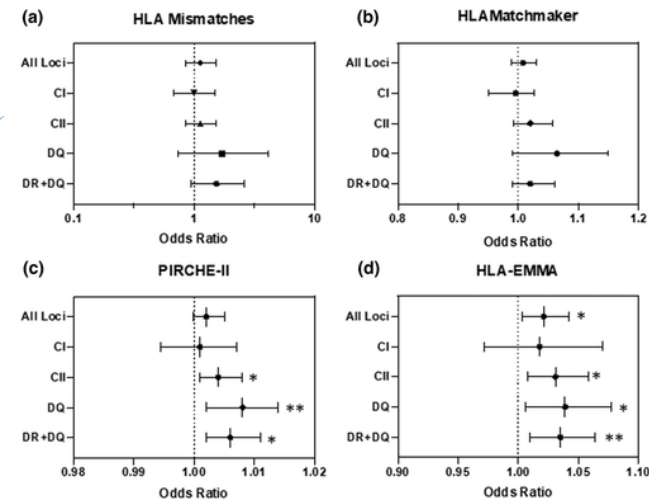 (a) HLA Mismatches
All Loci
CI
CII
DQ
DR+DQ
0.1 1 10
Odds Ratio
(b) HLAMatchmaker
All Loci
CI
CII
DQ
DR+DQ
0.8 0.9 1.0 1.1 1.2
Odds Ratio
(c) PIRCHE-II
All Loci
CI
CII *
DQ **
DR+DQ *
0.98 0.99 1.00 1.01 1.02
Odds Ratio
(d) HLA-EMMA
All Loci *
CI
CII *
DQ *
DR+DQ **
0.90 0.95 1.00 1.05 1.10
Odds Ratio